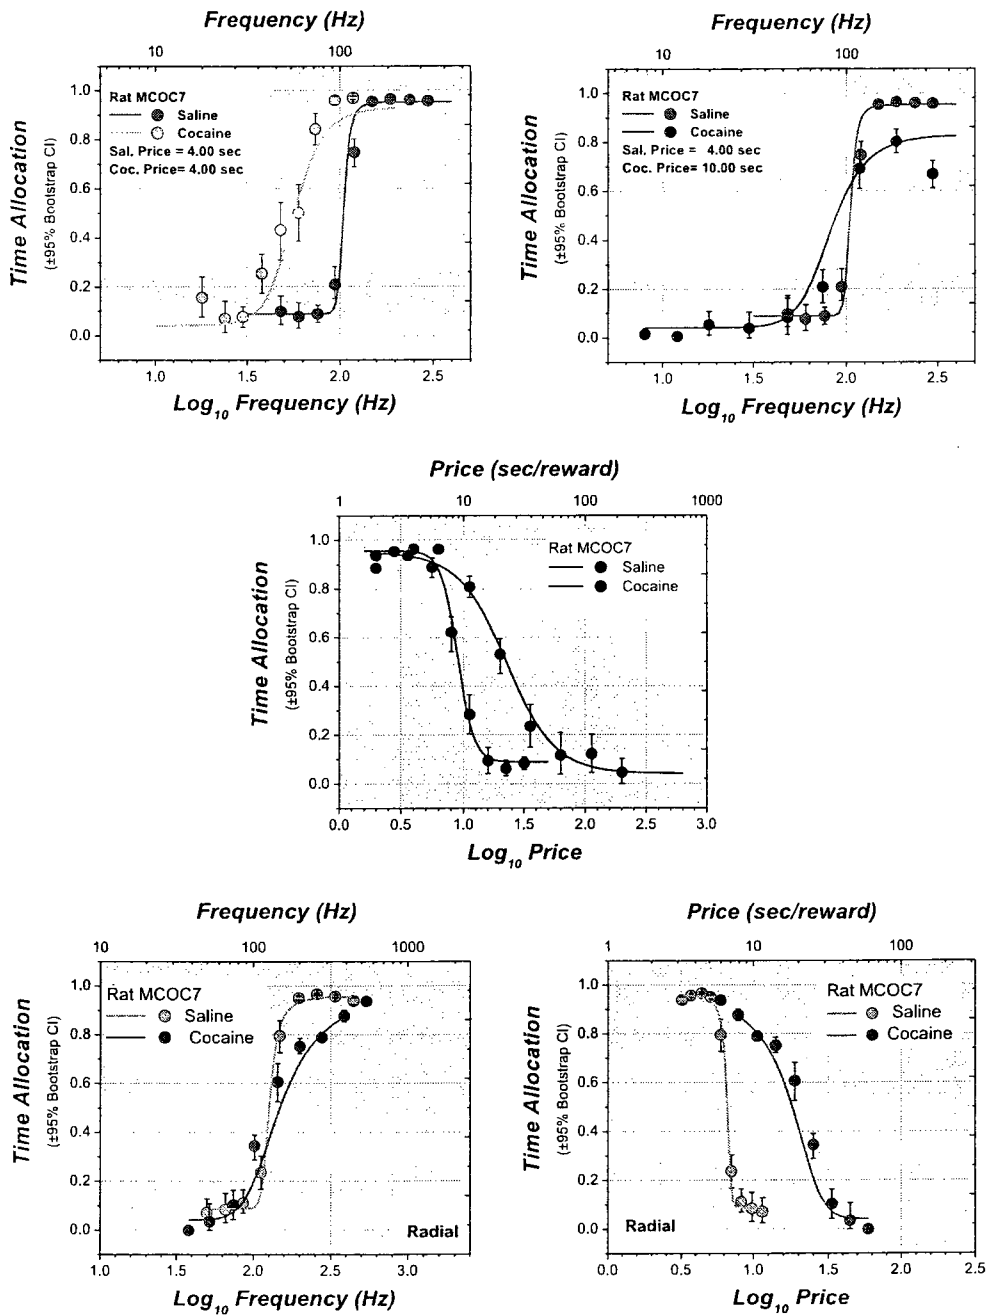 Frequency (Hz)
10 100
1.0
0.8
0.6
0.4
0.2
0.0
Time Allocation
(±95% Bootstrap CI)
Rat MCOC7
Saline
Cocaine
Sal. Price = 4.00 sec
Coc. Price= 4.00 sec
1.0 1.5 2.0 2.5
Log10 Frequency (Hz)
Frequency (Hz)
10 100
1.0
0.8
0.6
0.4
0.2
0.0
Time Allocation
(±95% Bootstrap CI)
Rat MCOC7
Saline
Cocaine
Sal. Price = 4.00 sec
Coc. Price= 10.00 sec
1.0 1.5 2.0 2.5
Log10 Frequency (Hz)
Price (sec/reward)
1 10 100 1000
1.0
0.8
0.6
0.4
0.2
0.0
Time Allocation
(±95% Bootstrap CI)
Rat MCOC7
Saline
Cocaine
0.0 0.5 1.0 1.5 2.0 2.5 3.0
Log10 Price
Frequency (Hz)
10 100 1000
1.0
0.8
0.6
0.4
0.2
0.0
Time Allocation
(±95% Bootstrap CI)
Rat MCOC7
Saline
Cocaine
Radial
1.0 1.5 2.0 2.5 3.0
Log10 Frequency (Hz)
Price (sec/reward)
1 10 100
1.0
0.8
0.6
0.4
0.2
0.0
Time Allocation
(±95% Bootstrap CI)
Rat MCOC7
Saline
Cocaine
Radial
0.0 0.5 1.0 1.5 2.0 2.5
Log10 Price